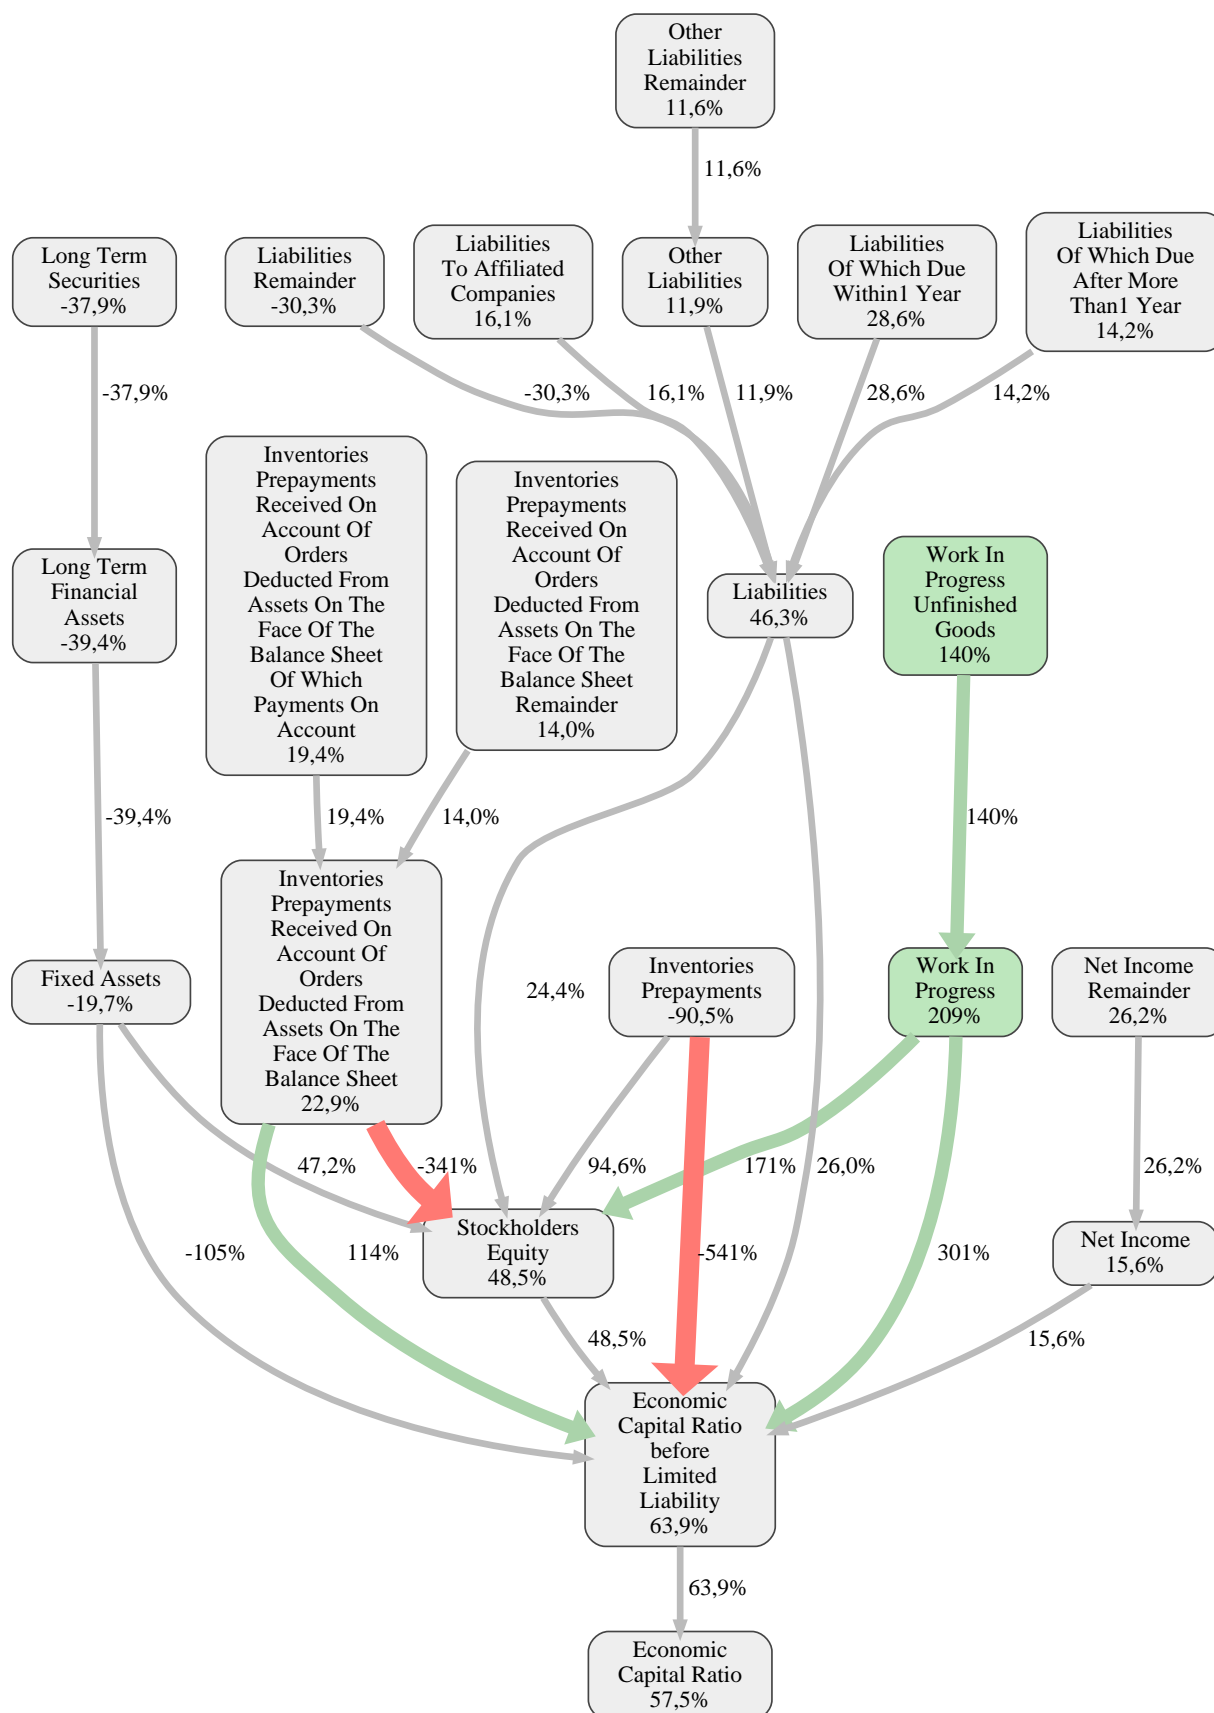 Other
Liabilities
Remainder
11,6%
11,6%
Long Term
Securities
-37,9%
Liabilities
Remainder
-30,3%
Liabilities
To Affiliated
Companies
16,1%
Other
Liabilities
11,9%
Liabilities
Of Which Due
Within1 Year
28,6%
Liabilities
Of Which Due
After More
Than1 Year
14,2%
-37,9%
-30,3%
16,1%
11,9%
28,6%
14,2%
Inventories
Prepayments
Received On
Account Of
Orders
Deducted From
Assets On The
Face Of The
Balance Sheet
Of Which
Payments On
Account
19,4%
Inventories
Prepayments
Received On
Account Of
Orders
Deducted From
Assets On The
Face Of The
Balance Sheet
Remainder
14,0%
Long Term
Financial
Assets
-39,4%
Liabilities
46,3%
Work In
Progress
Unfinished
Goods
140%
-39,4%
19,4%
14,0%
140%
Fixed Assets
-19,7%
Inventories
Prepayments
Received On
Account Of
Orders
Deducted From
Assets On The
Face Of The
Balance Sheet
22,9%
24,4%
Inventories
Prepayments
-90,5%
Work In
Progress
209%
Net Income
Remainder
26,2%
47,2%
-341%
94,6%
171%
26,0%
26,2%
-105%
114%
Stockholders
Equity
48,5%
-541%
301%
Net Income
15,6%
48,5%
15,6%
Economic
Capital Ratio
before
Limited
Liability
63,9%
63,9%
Economic
Capital Ratio
57,5%